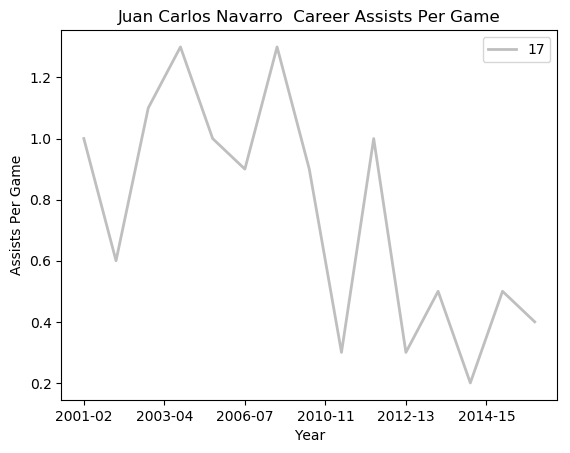 Juan Carlos Navarro  Career Assists Per Game
17
1.2
1.0
0.8
0.6
0.4
0.2
Assists Per Game
2001-02 2003-04 2006-07 2010-11 2012-13 2014-15
Year